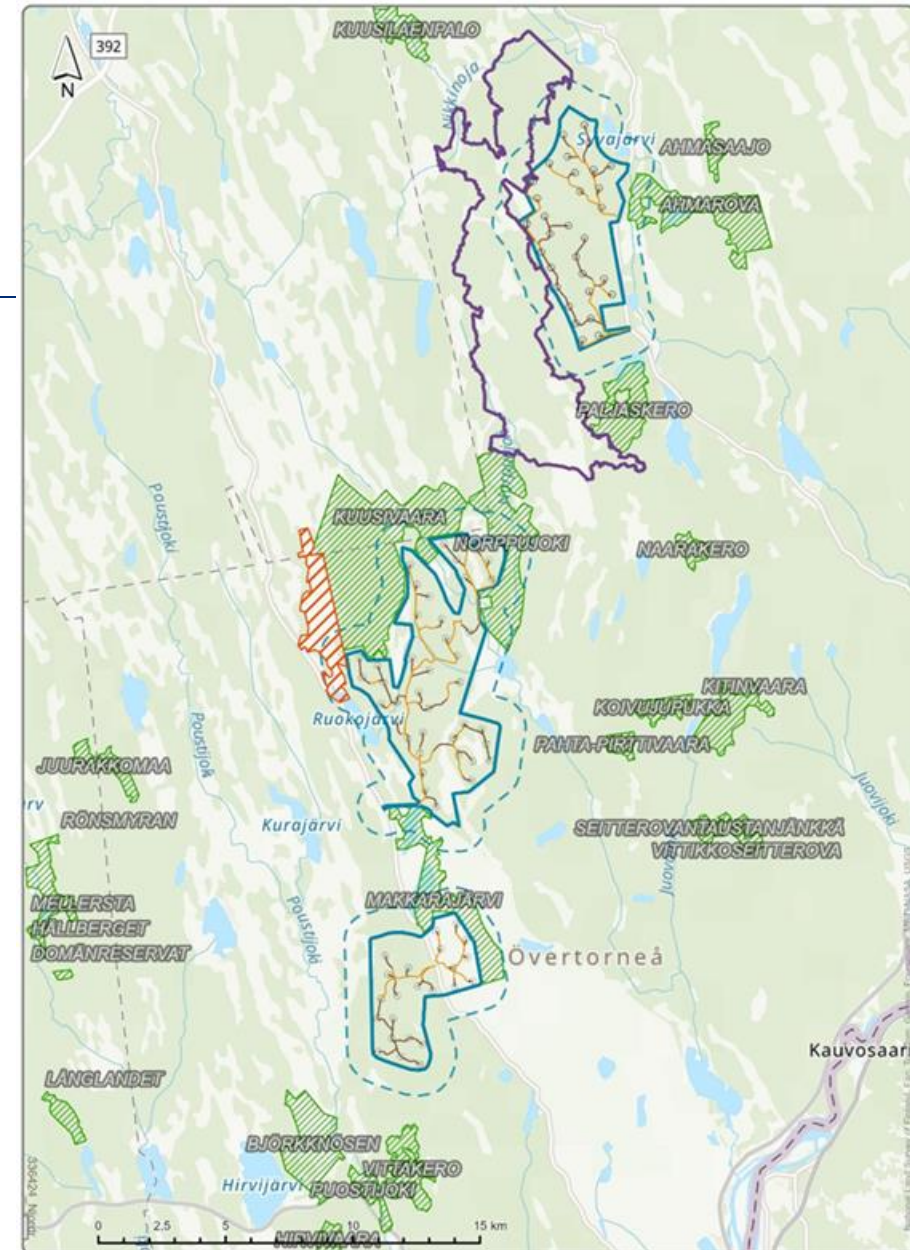 KUUSILAENPALO
392
N
Nikkinoja
Syväjärvi
AHMASAAJO
AHMAROVA
PALJASKERO
KUUSIVAARA
Poustijoki
NORPPUJOKI
NAARAKERO
KITINVAARA
KOIVUJUPUKKA
Ruokojärvi
PAHTA-PIRTTIVAARA
JUURAKKOMAA
Poustijok
Juovijoki
RÖNSMYRAN
Kurajärvi
SEITTEROVANTAUSTANJÄNKKÄ
VITTIKKOSEITTEROVA
MELLERSTA
HÄLLBERGET
MAKKARAJÄRVI
Poustijoki
DOMÄNRESERVAT
Övertorneå
Kauvosaari
LÅNGLANDET
BJÖRKKNÖSEN
VITTAKERO
Hirvijärvi
PUOSTIJOKI
HIRVIVAARA
0 2.5 5 10 15 km